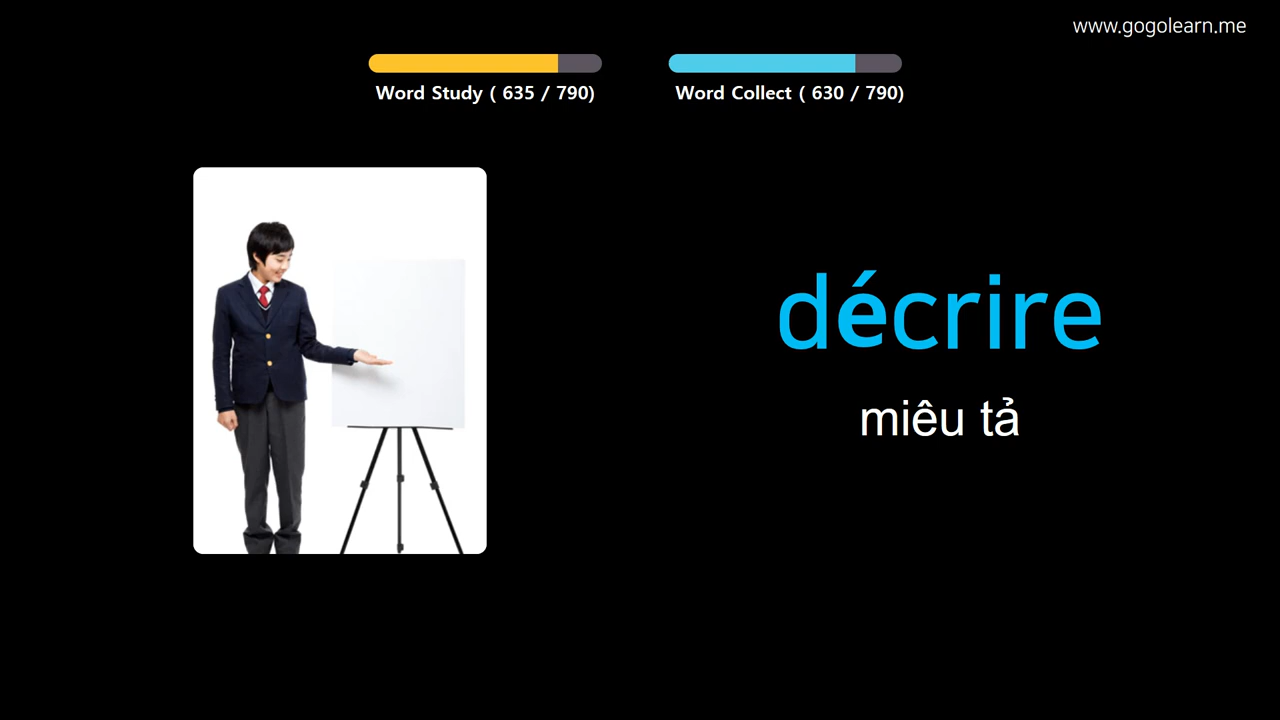 www.gogolearn.me
Word Study ( 635 / 790)
Word Collect ( 630 / 790)
décrire
miêu tả